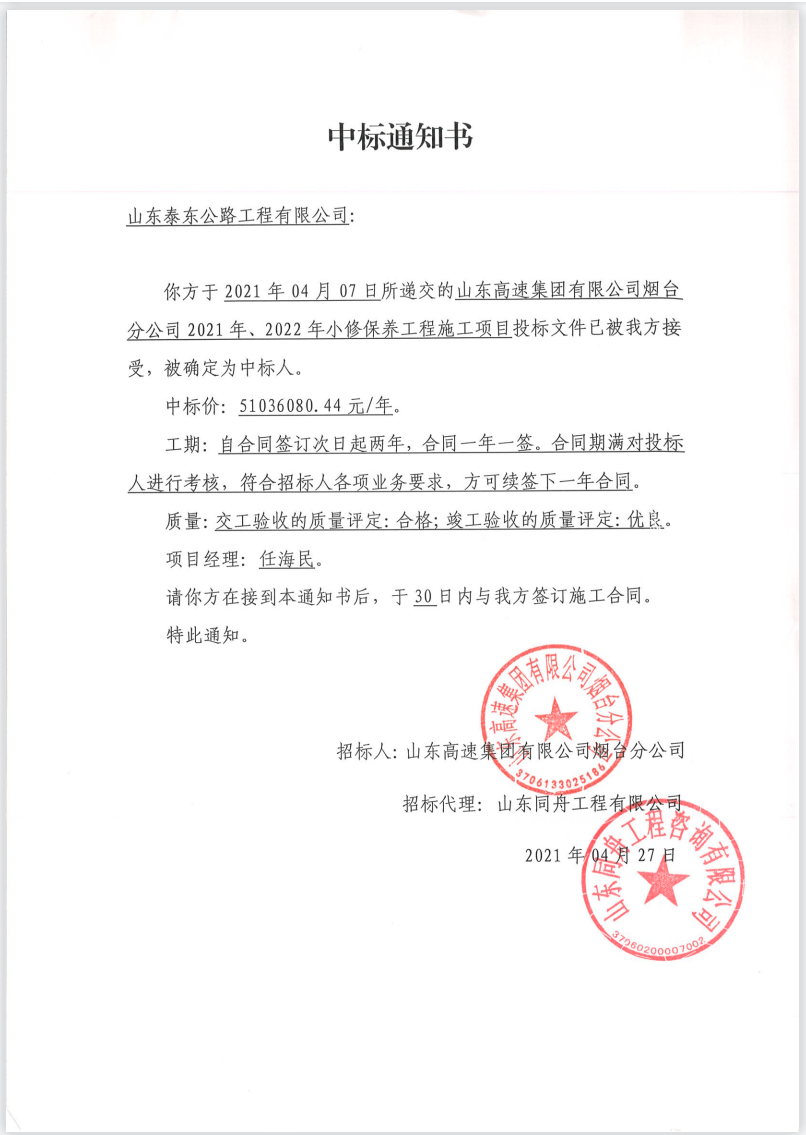 中标通知书
山东泰东公路工程有限公司：
你方于 2021 年 04 月 07 日所递交的山东高速集团有限公司烟台
分公司 2021 年、2022 年小修保养工程施工项目投标文件已被我方接
受，被确定为中标人。
中标价：51036080.44 元/年。
工期：自合同签订次日起两年，合同一年一签。合同期满对投标
人进行考核，符合招标人各项业务要求，方可续签下一年合同。
质量：交工验收的质量评定：合格；竣工验收的质量评定：优良。
项目经理：任海民。
请你方在接到本通知书后，于 30 日内与我方签订施工合同。
特此通知。
山东高速集团有限公司烟台分公司
3706133025186
招标人：山东高速集团有限公司烟台分公司
招标代理：山东同舟工程有限公司
2021 年 04 月 27 日
山东同舟工程咨询有限公司
37060200007002